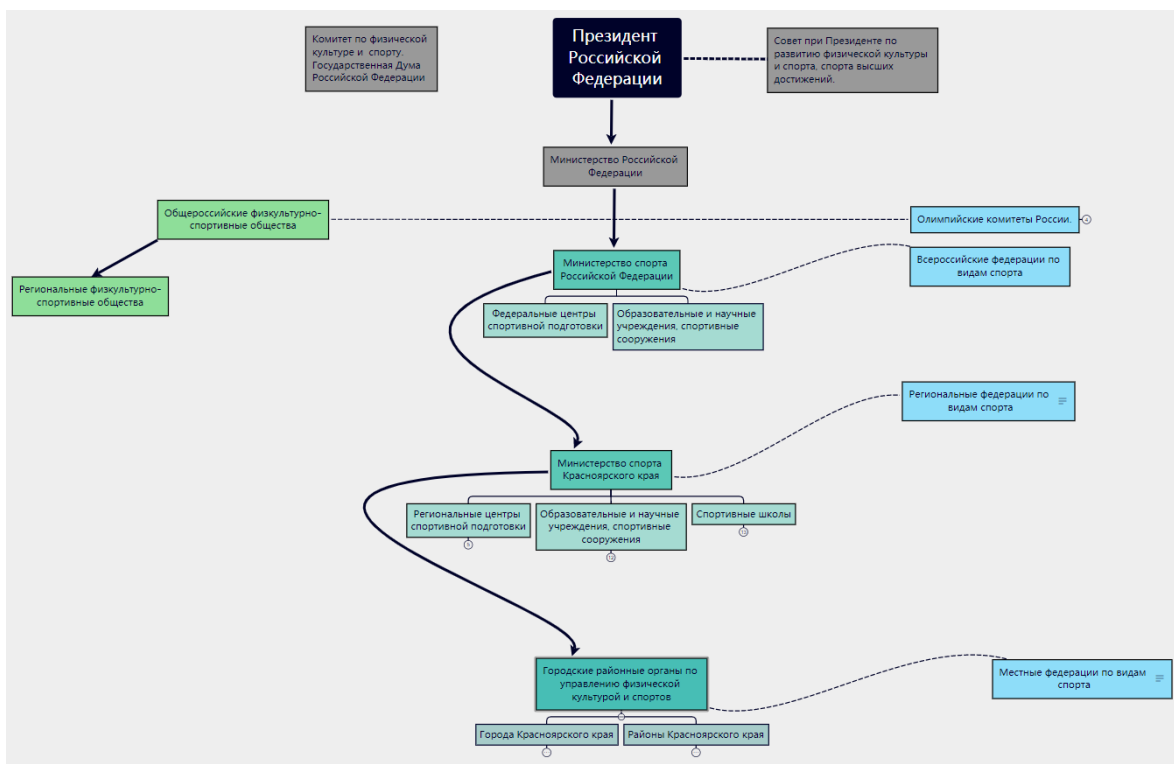 Комитет по физической
культуре и спорту.
Государственная Дума
Российской Федерации
Президент
Российской
Федерации
Совет при Президенте по
развитию физической культуры
и спорта, спорта высших
достижений.
Министерство Российской
Федерации
Общероссийские физкультурно-
спортивные общества
Олимпийские комитеты России.
Региональные физкультурно-
спортивные общества
Министерство спорта
Российской Федерации
Всероссийские федерации по
видам спорта
Федеральные центры
спортивной подготовки
Образовательные и научные
учреждения, спортивные
сооружения
Региональные федерации по
видам спорта
Министерство спорта
Красноярского края
Региональные центры
спортивной подготовки
Образовательные и научные
учреждения, спортивные
сооружения
Спортивные школы
Городские районные органы по
управлению физической
культурой и спортов
Местные федерации по видам
спорта
Города Красноярского края
Районы Красноярского края